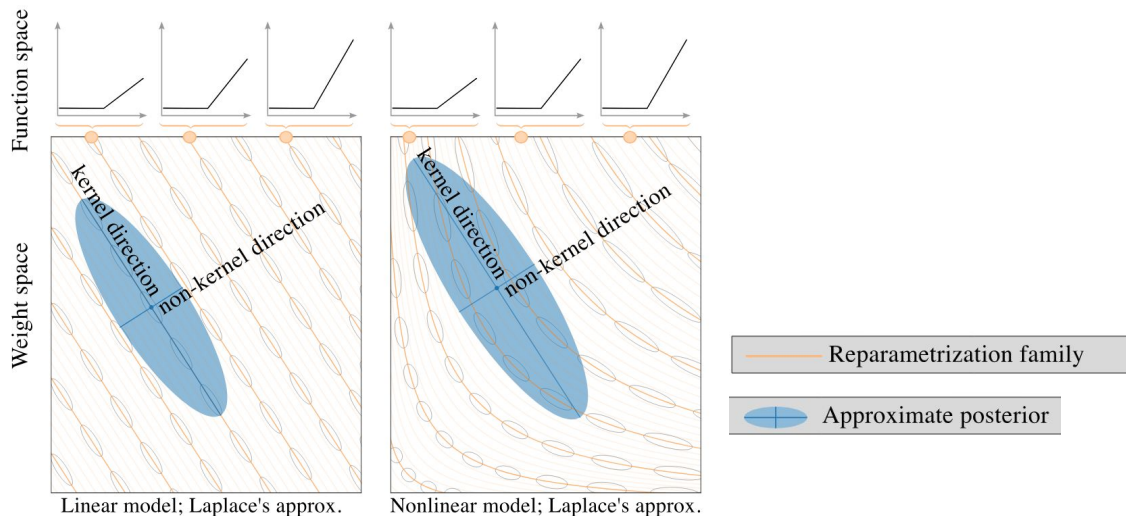 Function space
Weight space
kernel direction
non-kernel direction
kernel direction
non-kernel direction
Reparametrization family
Approximate posterior
Linear model; Laplace's approx.
Nonlinear model; Laplace's approx.